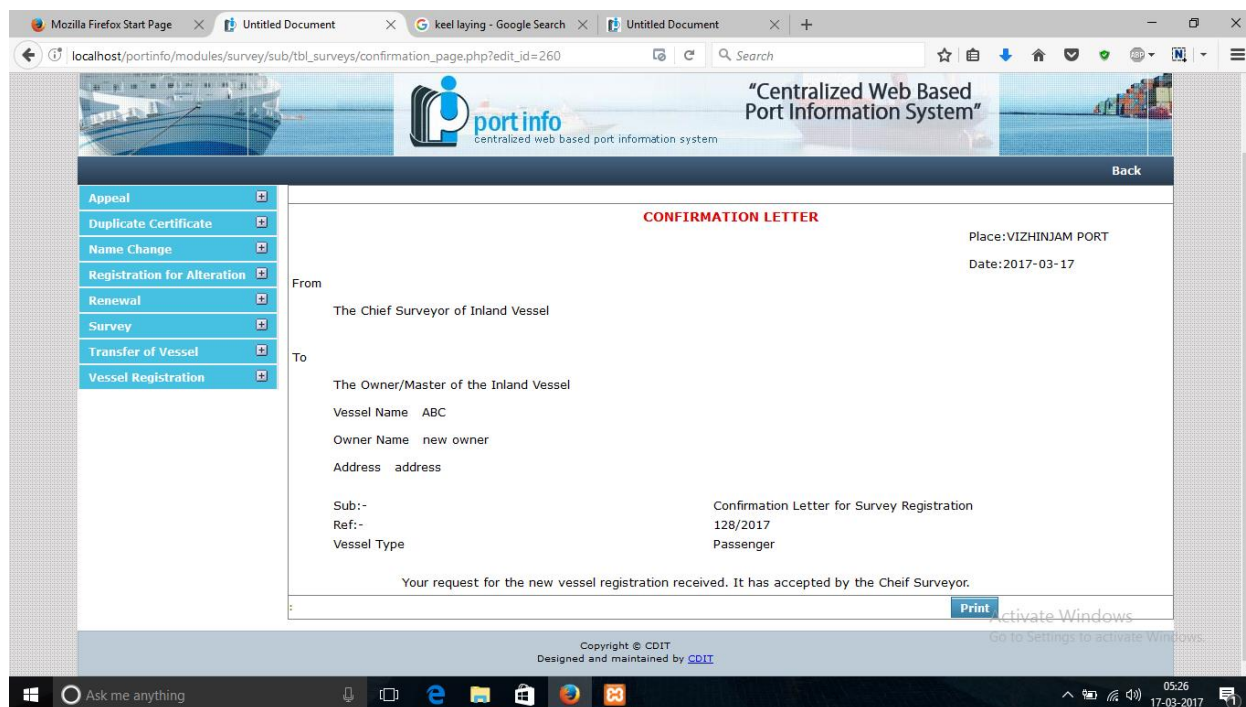 Mozilla Firefox Start Page
Untitled Document
keel laying - Google Search
Untitled Document
localhost/portinfo/modules/survey/sub/tbl_surveys/confirmation_page.php?edit_id=260
Search
ABP
N
port info
centralized web based port information system
"Centralized Web Based
Port Information System"
Back
Appeal
Duplicate Certificate
Name Change
Registration for Alteration
Renewal
Survey
Transfer of Vessel
Vessel Registration
CONFIRMATION LETTER
Place:VIZHINJAM PORT
Date:2017-03-17
From
The Chief Surveyor of Inland Vessel
To
The Owner/Master of the Inland Vessel
Vessel Name ABC
Owner Name new owner
Address address
Sub:- Confirmation Letter for Survey Registration
Ref:- 128/2017
Vessel Type Passenger
Your request for the new vessel registration received. It has accepted by the Cheif Surveyor.
:
Print
Activate Windows
Go to Settings to activate Windows.
Copyright © CDIT
Designed and maintained by CDIT
Ask me anything
05:26
17-03-2017